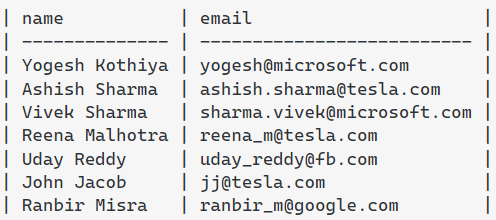 | name           | email                      |
| -------------- | -------------------------- |
| Yogesh Kothiya | yogesh@microsoft.com       |
| Ashish Sharma  | ashish.sharma@tesla.com    |
| Vivek Sharma   | sharma.vivek@microsoft.com |
| Reena Malhotra | reena_m@tesla.com          |
| Uday Reddy     | uday_reddy@fb.com          |
| John Jacob     | jj@tesla.com               |
| Ranbir Misra   | ranbir_m@google.com        |